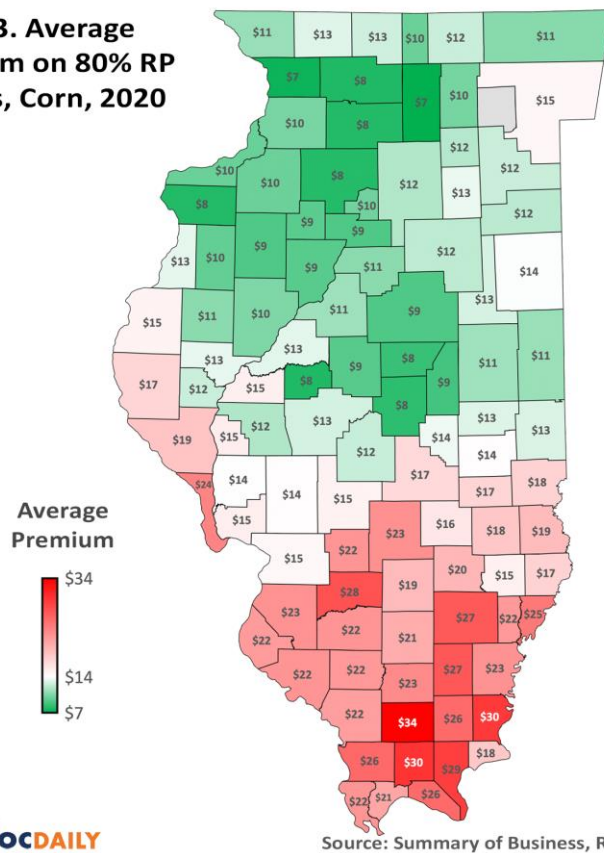 3. Average
m on 80% RP
s, Corn, 2020
$11 $13 $13 $10 $12 $11
$7 $8 $7 $10 $15
$10 $8
$12
$10 $10 $8 $12 $13 $12
$8 $10 $12
$9 $9
$13 $10 $9 $9 $11 $12 $14
$15 $11 $10 $11 $9 $13
$13 $13
$17 $12 $15 $8 $9 $8 $9 $11 $11
$8
$19 $15 $12 $13 $12 $14 $13 $13
$14
$24 $14 $14 $15 $17 $17 $18
$15 $23 $16 $18 $19
$15 $22
$28 $19 $20 $15 $17
$23 $27 $22 $25
$22 $22 $21
$22 $22 $23 $27 $23
$22 $34 $26 $30
$26 $30 $29 $18
$22 $21 $26
Average
Premium
$34
$14
$7
OCDAILY
Source: Summary of Business, R